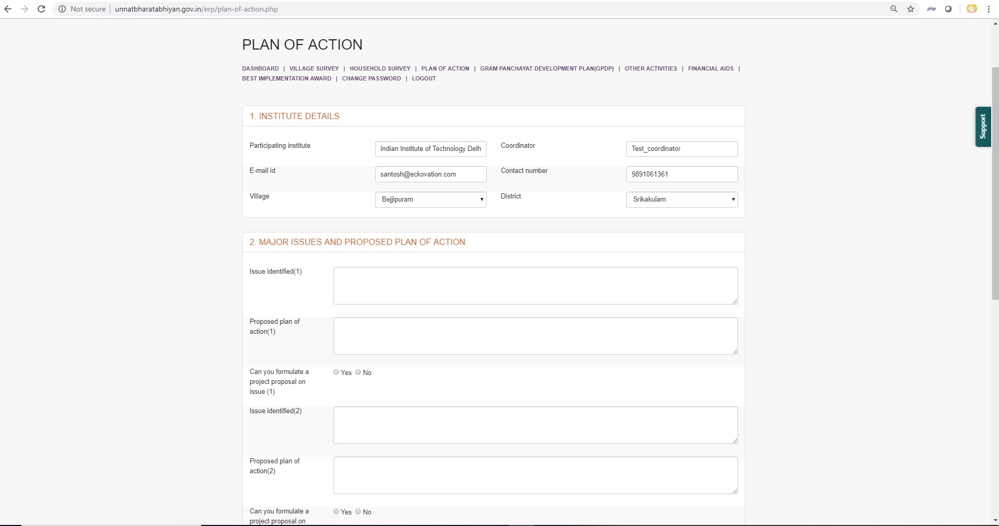 Not secure | unnatbharatabhiyan.gov.in/erp/plan-of-action.php
php
PLAN OF ACTION
DASHBOARD | VILLAGE SURVEY | HOUSEHOLD SURVEY | PLAN OF ACTION | GRAM PANCHAYAT DEVELOPMENT PLAN(GPDP) | OTHER ACTIVITIES | FINANCIAL AIDS |
BEST IMPLEMENTATION AWARD | CHANGE PASSWORD | LOGOUT
Support
1. INSTITUTE DETAILS
Participating institute Indian Institute of Technology Delh Coordinator Test_coordinator
E-mail id santosh@eckovation.com Contact number 9891061361
Village Bejjipuram District Srikakulam
2. MAJOR ISSUES AND PROPOSED PLAN OF ACTION
Issue identified(1)
Proposed plan of
action(1)
Can you formulate a Yes No
project proposal on
issue (1)
Issue identified(2)
Proposed plan of
action(2)
Can you formulate a Yes No
project proposal on